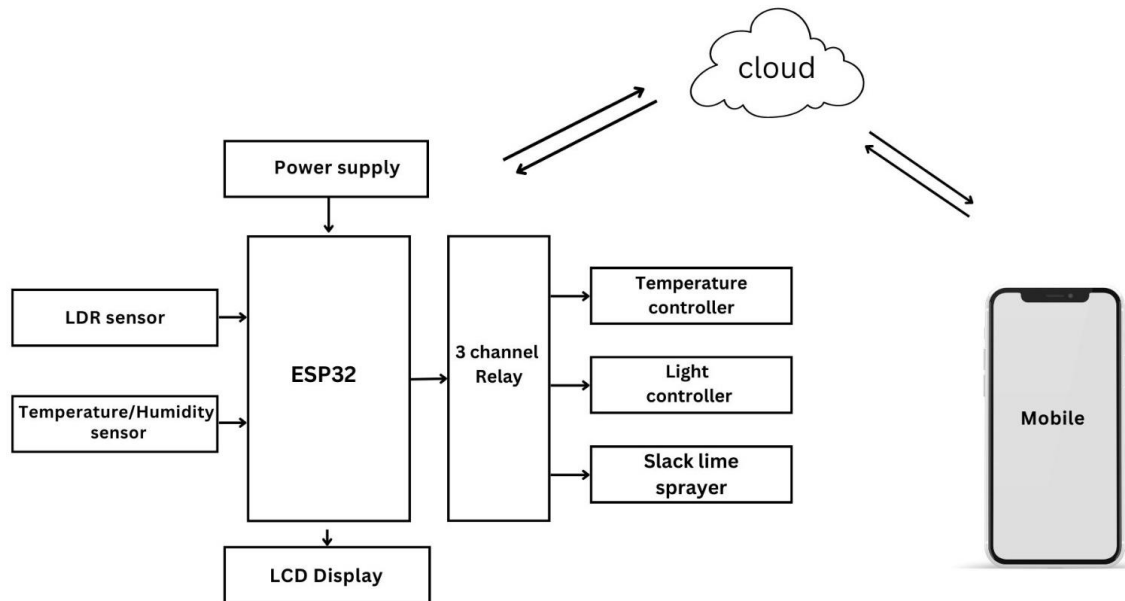 cloud
Power supply
LDR sensor
Temperature/Humidity
sensor
ESP32
3 channel
Relay
Temperature
controller
Light
controller
Slack lime
sprayer
Mobile
LCD Display